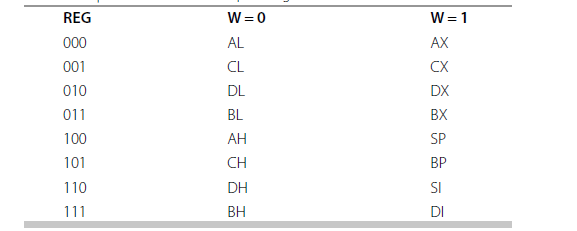 REG W = 0 W = 1
000 AL AX
001 CL CX
010 DL DX
011 BL BX
100 AH SP
101 CH BP
110 DH SI
111 BH DI